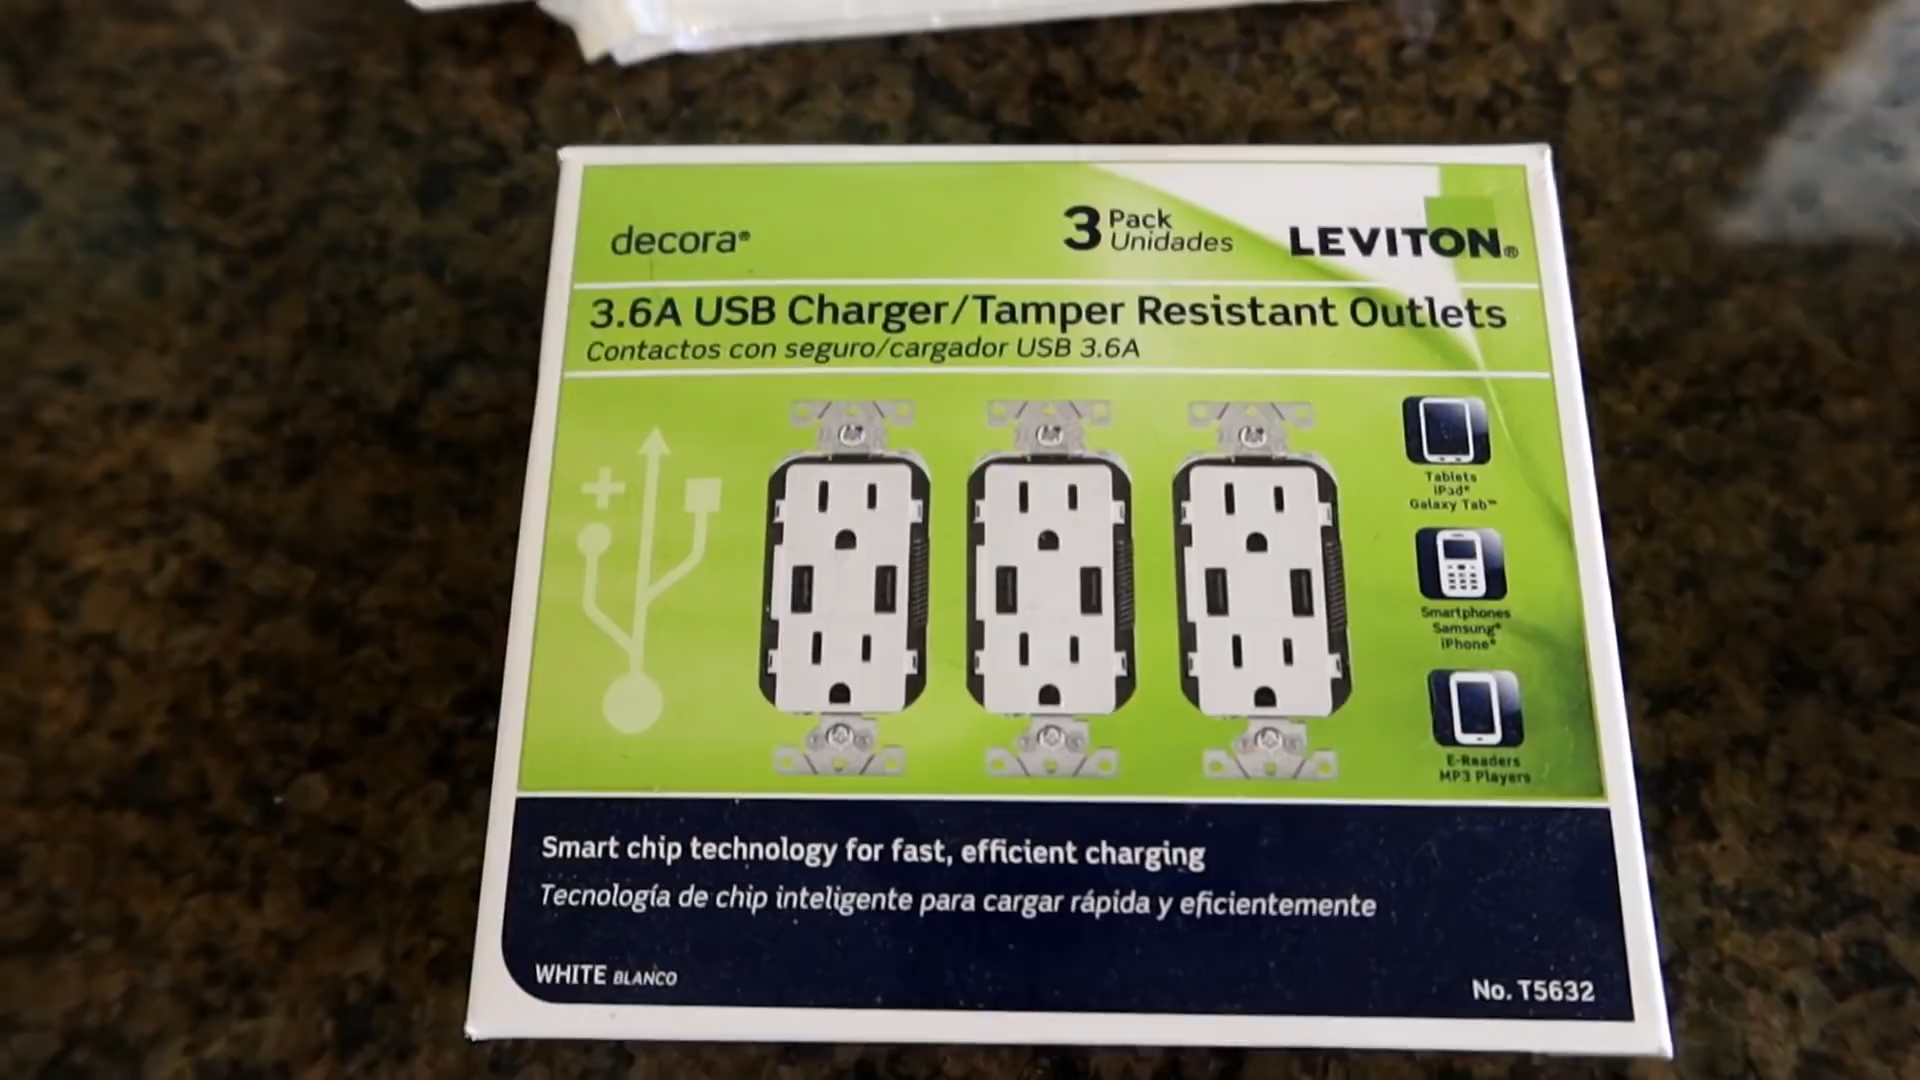 decora®
3 Pack
Unidades
LEVITON®
3.6A USB Charger/Tamper Resistant Outlets
Contactos con seguro/cargador USB 3.6A
Tablets
iPad®
Galaxy Tab™
Smartphones
Samsung®
iPhone®
E-Readers
MP3 Players
Smart chip technology for fast, efficient charging
Tecnología de chip inteligente para cargar rápida y eficientemente
WHITE BLANCO
No. T5632